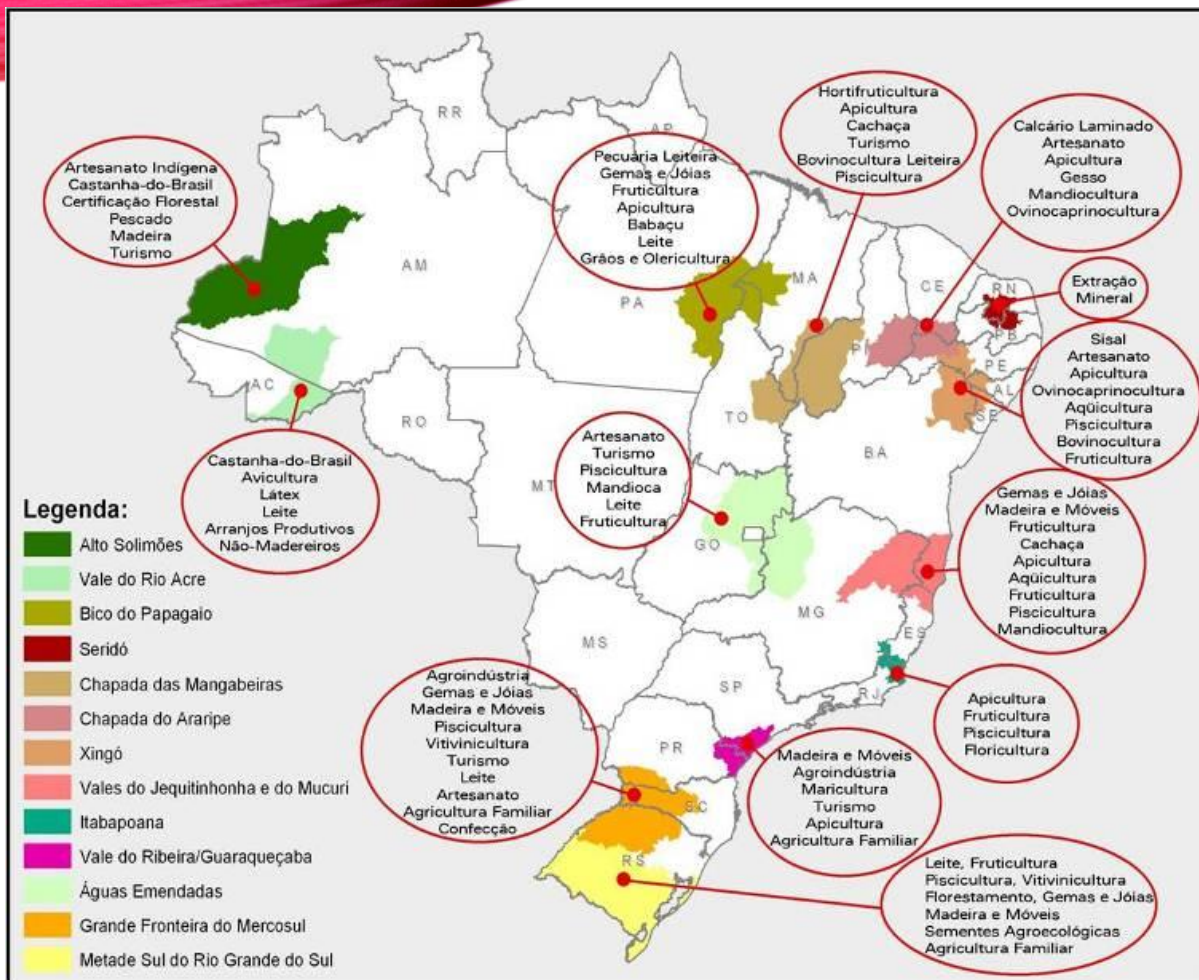 RR
AP
AM
PA
MA
CE
RN
PB
PI
PE
AL
SE
AC
RO
TO
BA
MT
GO
MG
ES
MS
SP
RJ
PR
SC
RS
Artesanato Indígena
Castanha-do-Brasil
Certificação Florestal
Pescado
Madeira
Turismo
Pecuária Leiteira
Gemas e Jóias
Fruticultura
Apicultura
Babaçu
Leite
Grãos e Olericultura
Hortifruticultura
Apicultura
Cachaça
Turismo
Bovinocultura Leiteira
Piscicultura
Calcário Laminado
Artesanato
Apicultura
Gesso
Mandiocultura
Ovinocaprinocultura
Extração
Mineral
Sisal
Artesanato
Apicultura
Ovinocaprinocultura
Aqüicultura
Piscicultura
Bovinocultura
Fruticultura
Castanha-do-Brasil
Avicultura
Látex
Leite
Arranjos Produtivos
Não-Madereiros
Artesanato
Turismo
Piscicultura
Mandioca
Leite
Fruticultura
Gemas e Jóias
Madeira e Móveis
Fruticultura
Cachaça
Apicultura
Aqüicultura
Fruticultura
Piscicultura
Mandiocultura
Apicultura
Fruticultura
Piscicultura
Floricultura
Agroindústria
Gemas e Jóias
Madeira e Móveis
Piscicultura
Vitivinicultura
Turismo
Leite
Artesanato
Agricultura Familiar
Confecção
Madeira e Móveis
Agroindústria
Maricultura
Turismo
Apicultura
Agricultura Familiar
Leite, Fruticultura
Piscicultura, Vitivinicultura
Florestamento, Gemas e Jóias
Madeira e Móveis
Sementes Agroecológicas
Agricultura Familiar
Legenda:
Alto Solimões
Vale do Rio Acre
Bico do Papagaio
Seridó
Chapada das Mangabeiras
Chapada do Araripe
Xingó
Vales do Jequitinhonha e do Mucuri
Itabapoana
Vale do Ribeira/Guaraqueçaba
Águas Emendadas
Grande Fronteira do Mercosul
Metade Sul do Rio Grande do Sul